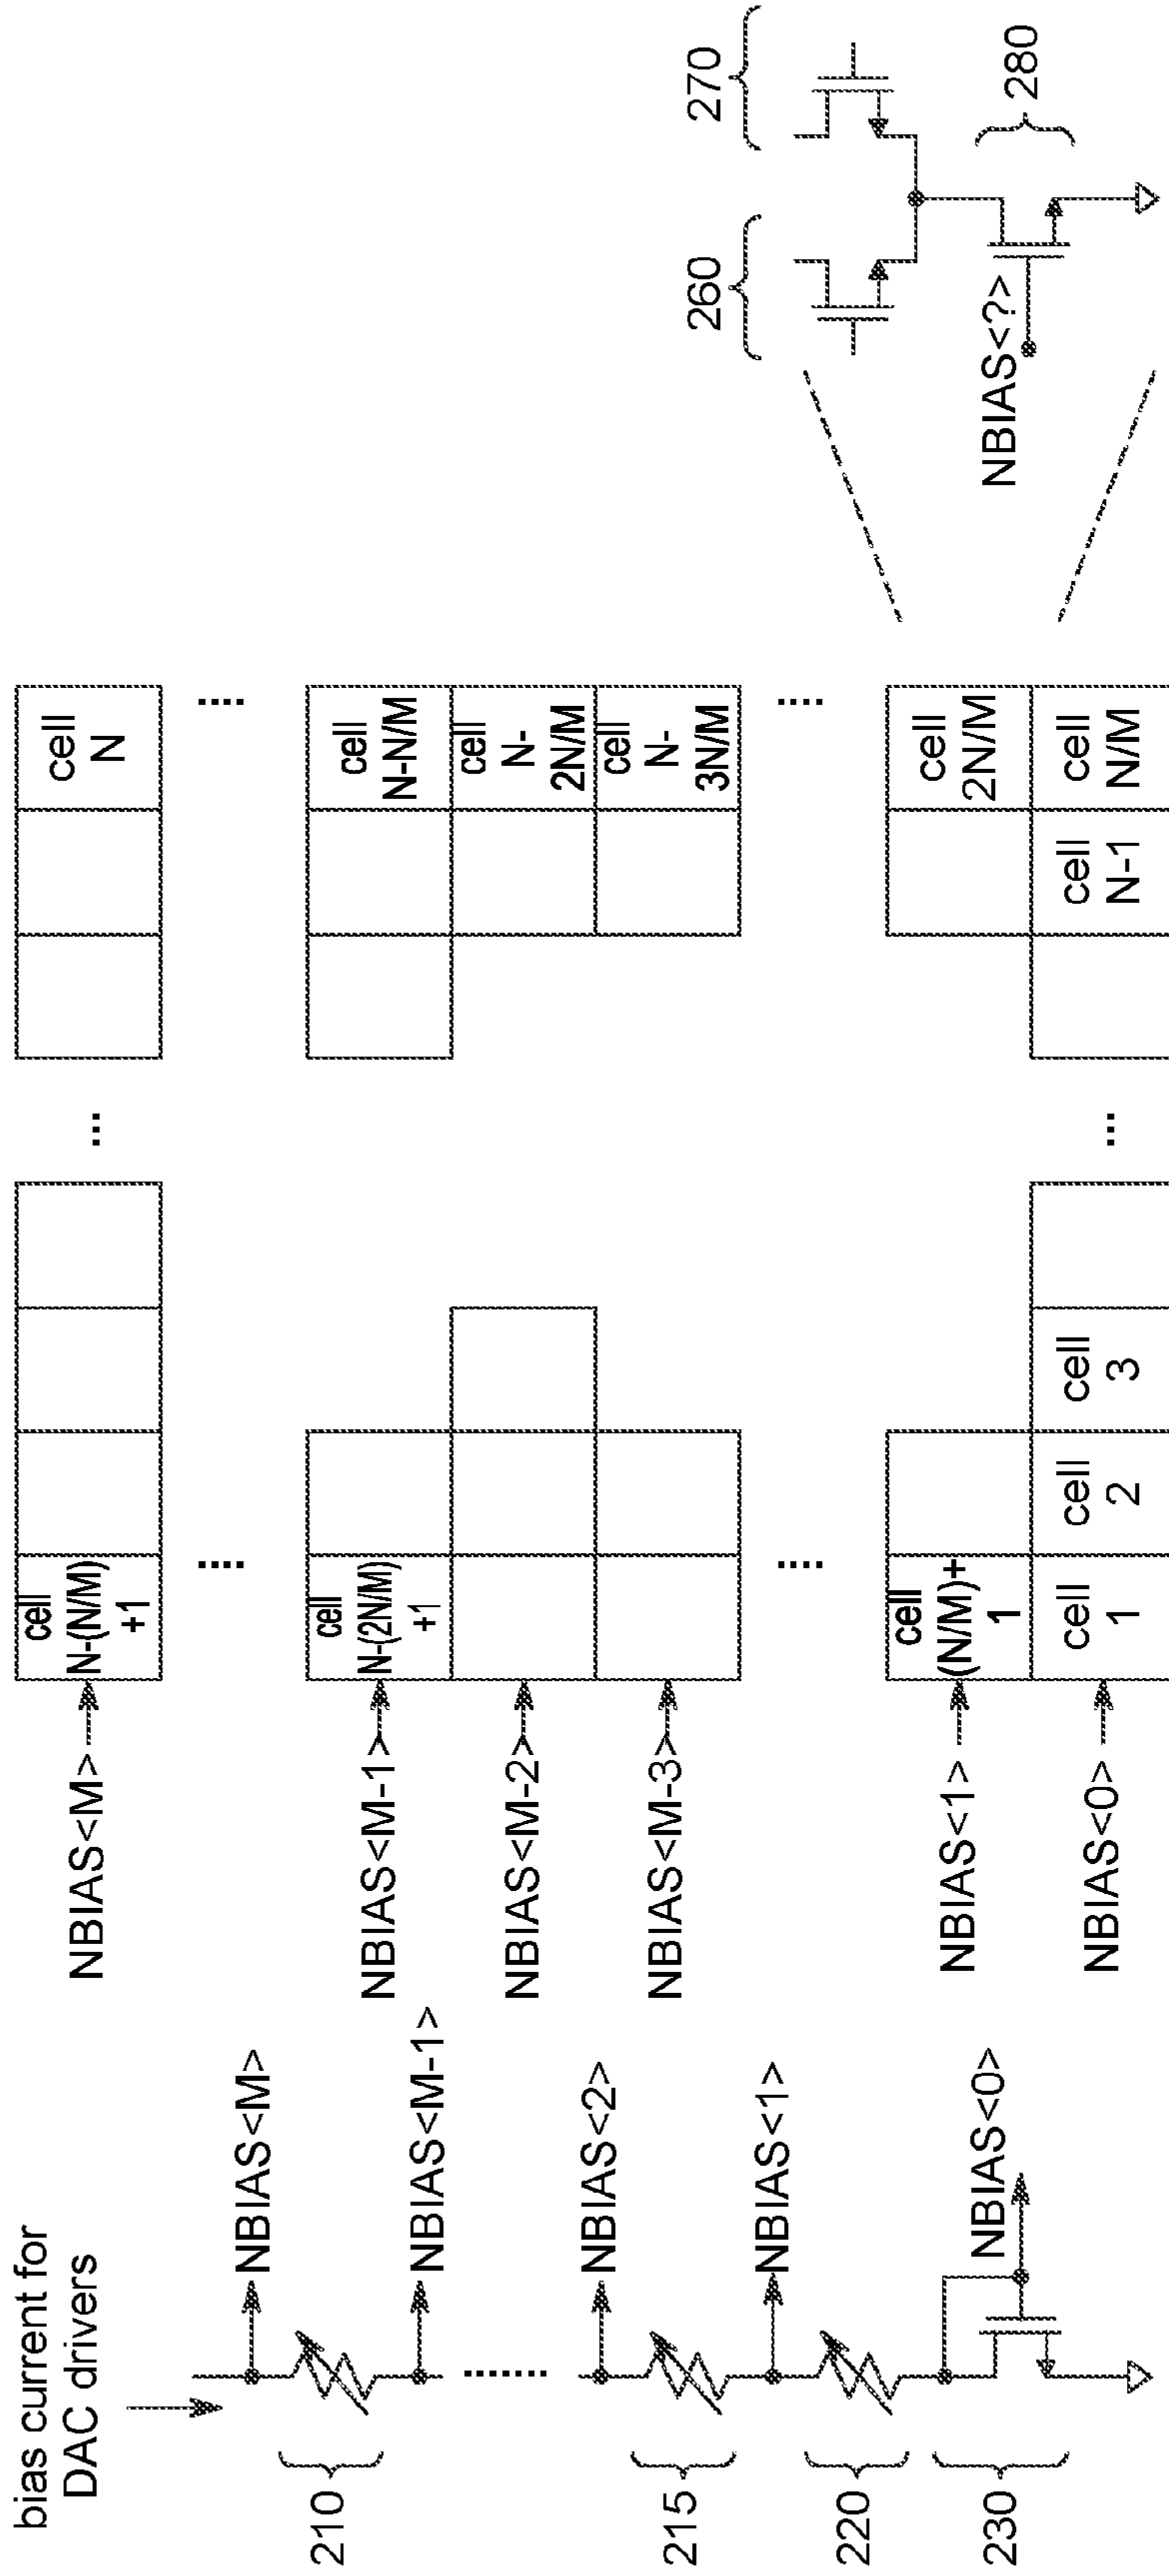 bias current for
DAC drivers
210
215
220
230
NBIAS<M>
NBIAS<M-1>
NBIAS<2>
NBIAS<1>
NBIAS<0>
NBIAS<M>
NBIAS<M-1>
NBIAS<M-2>
NBIAS<M-3>
NBIAS<1>
NBIAS<0>
cell
N-(N/M)
+1
...
cell
N
....
....
cell
N-(2N/M)
+1
cell
N-N/M
cell
N-
2N/M
cell
N-
3N/M
....
....
cell
(N/M)+
1
cell
2N/M
cell
1
cell
2
cell
3
...
cell
N-1
cell
N/M
260
270
NBIAS<?>
280